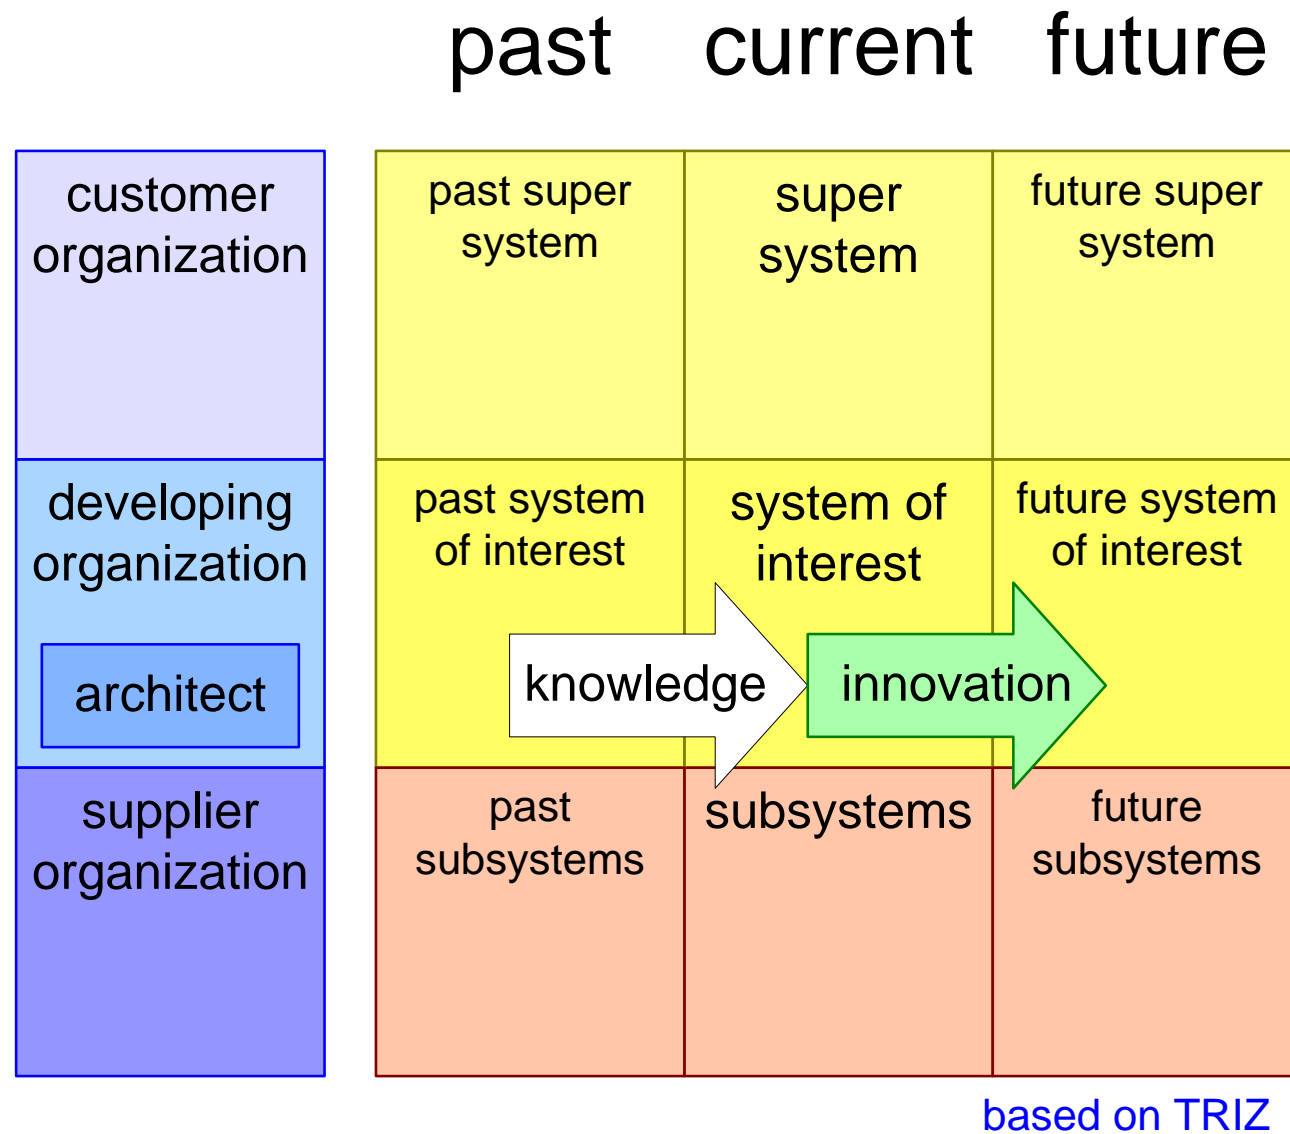 past current future
customer
organization
past super
system
super
system
future super
system
developing
organization
architect
past system
of interest
system of
interest
future system
of interest
knowledge
innovation
supplier
organization
past
subsystems
subsystems
future
subsystems
based on TRIZ